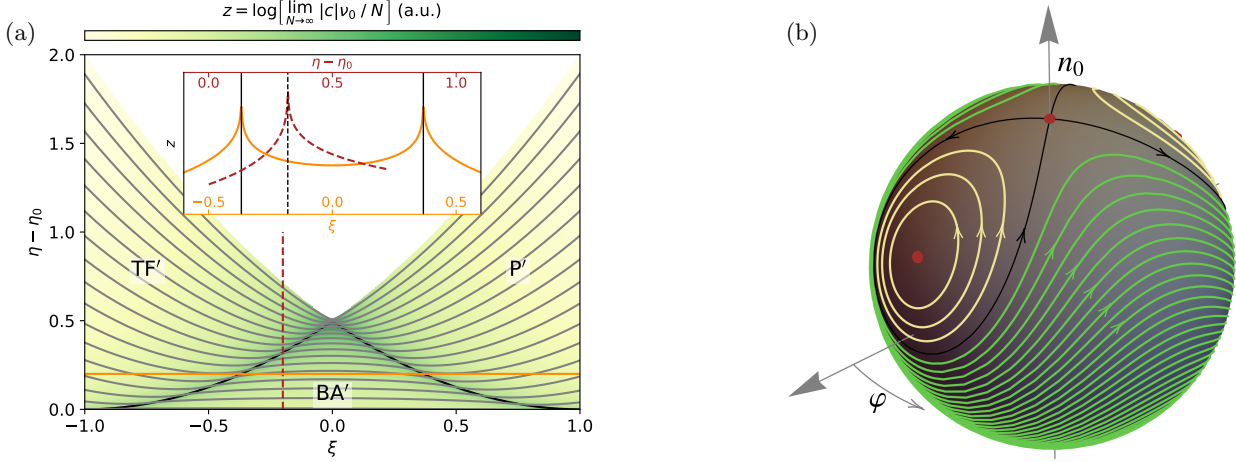 z = log[lim N→∞ |c|ν₀ / N] (a.u.)
(a)
(b)
2.0
1.5
1.0
0.5
0.0
η − η₀
η − η₀
0.0 0.5 1.0
z
−0.5 0.0 0.5
ξ
TF′
P′
BA′
−1.0 −0.5 0.0 0.5 1.0
ξ
n₀
φ